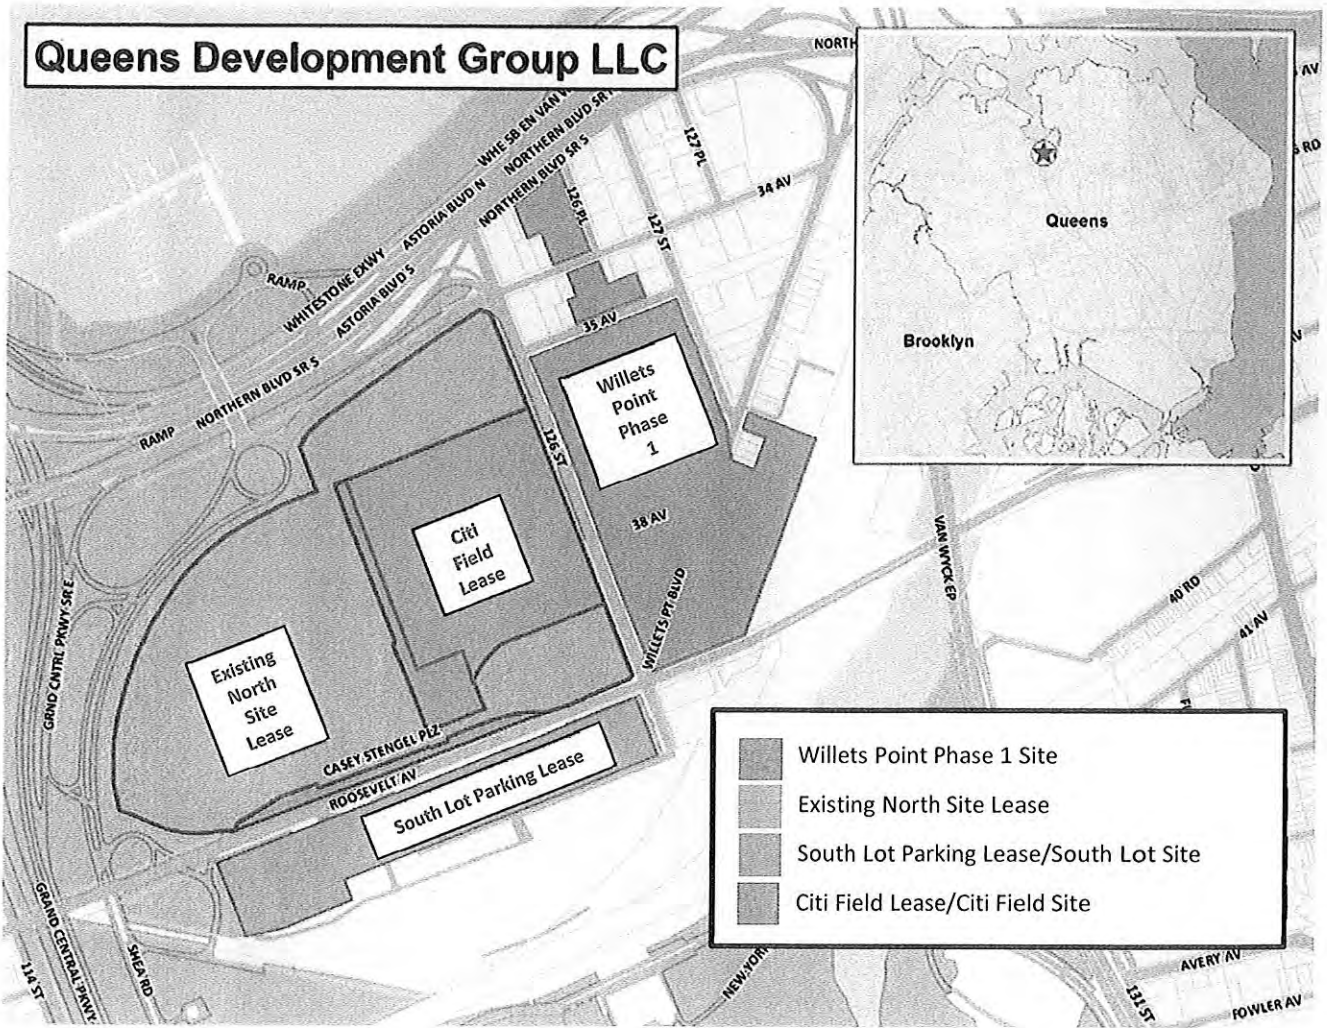 Queens Development Group LLC
NORTH
AV
RD
WHITESTONE EXWY
ASTORIA BLVD N
ASTORIA BLVD S
NORTHERN BLVD SR S
RAMP
126 PL
127 PL
127 ST
34 AV
35 AV
Queens
Brooklyn
RAMP
NORTHERN BLVD SR S
126 ST
Willets
Point
Phase
1
38 AV
Citi
Field
Lease
WILLETS PT BLVD
VAN WYCK EP
40 RD
41 AV
GRND CNTRL PKWY SR E
Existing
North
Site
Lease
CASEY STENGEL PLZ
ROOSEVELT AV
South Lot Parking Lease
Willets Point Phase 1 Site
Existing North Site Lease
South Lot Parking Lease/South Lot Site
Citi Field Lease/Citi Field Site
GRAND CENTRAL PKWY
114 ST
SHEA RD
NEW YOR
131 ST
AVERY AV
FOWLER AV